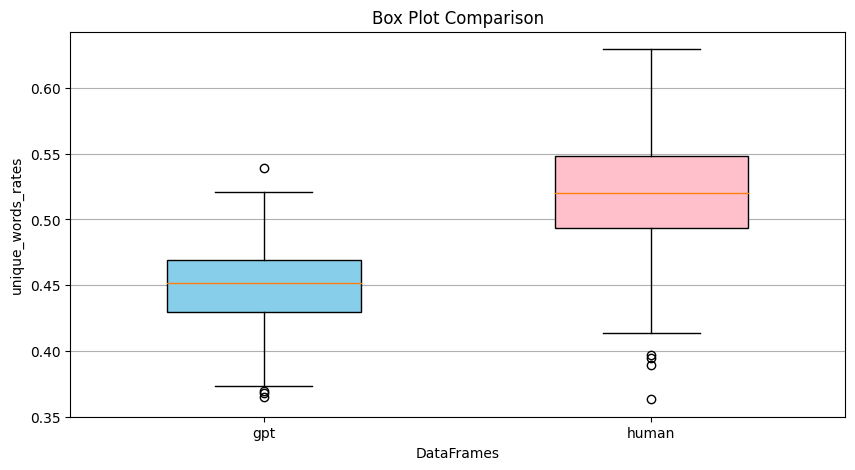 Box Plot Comparison
unique_words_rates
0.60
0.55
0.50
0.45
0.40
0.35
gpt
human
DataFrames